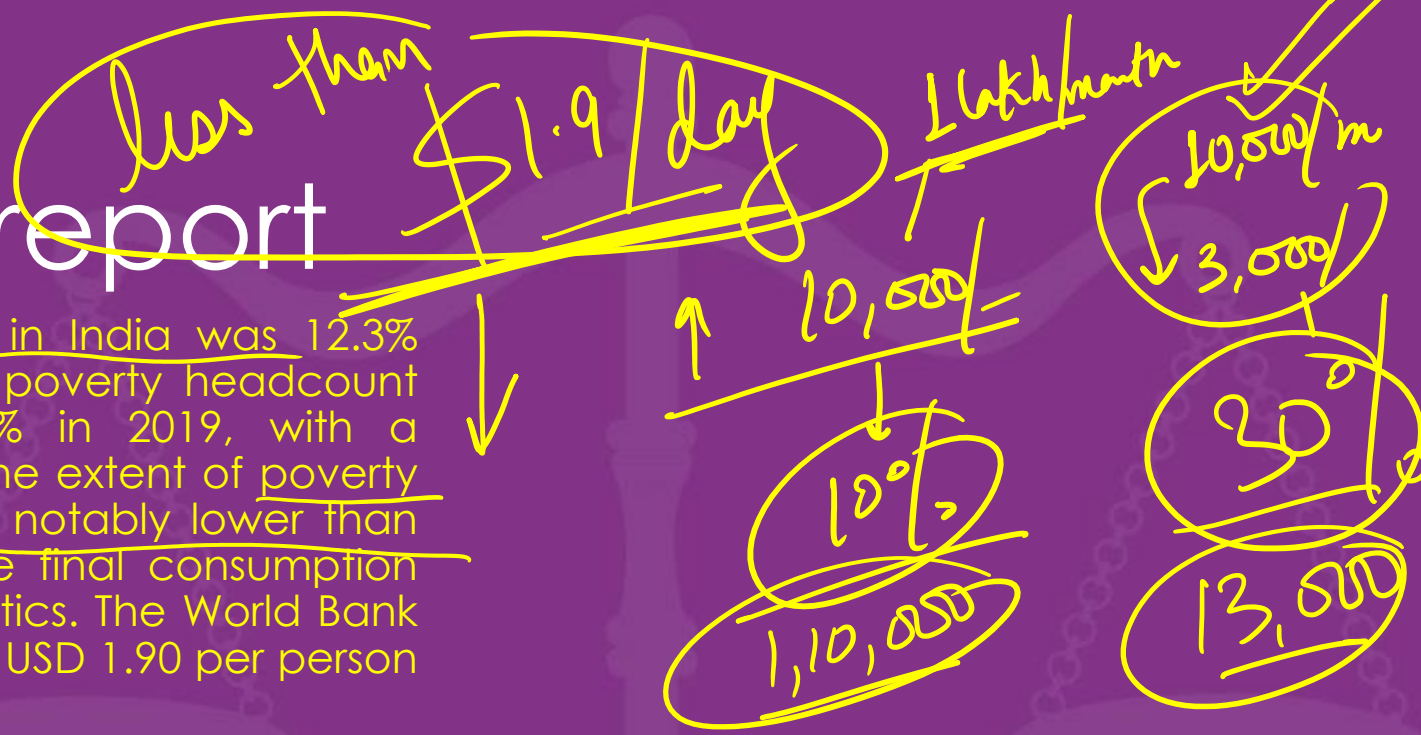 less than
$1.9/day
1 lakh/month
10,000/m
3,000/
report
↑ 10,000/-
in India was 12.3%
poverty headcount
% in 2019, with a
he extent of poverty
notably lower than
e final consumption
tics. The World Bank
USD 1.90 per person
10%
1,10,000
30%
13,000